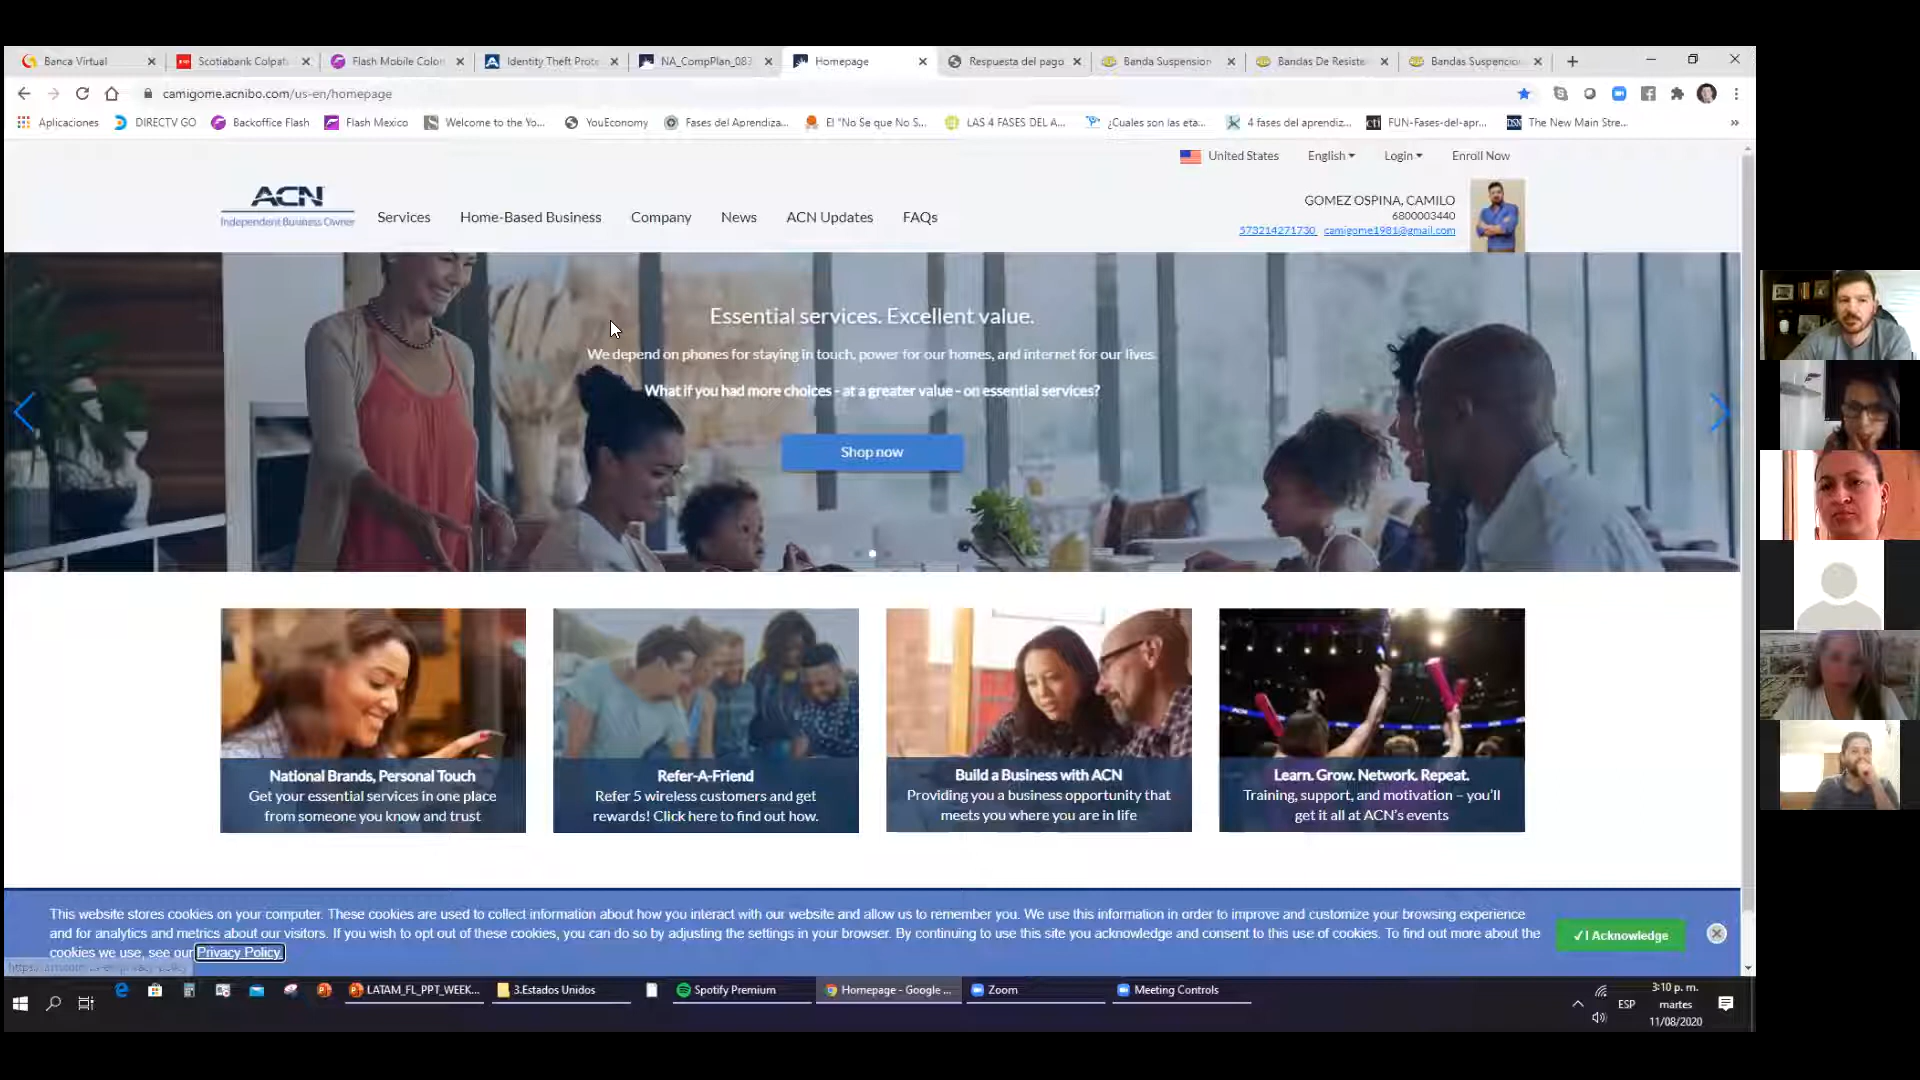 Banca Virtual
Scotiabank Colpat
Flash Mobile Colon
Identity Theft Prote
NA_CompPlan_083
Homepage
Respuesta del pago
Banda Suspension
Bandas De Resiste
Bandas Suspension
camigome.acnibo.com/us-en/homepage
Aplicaciones
DIRECTV GO
Backoffice Flash
Flash Mexico
Welcome to the Yo...
YouEconomy
Fases del Aprendiza...
El "No Se que No S...
LAS 4 FASES DEL A...
¿Cuales son las eta...
4 fases del aprendiz...
FUN-Fases-del-apr...
The New Main Stre...
United States
English
Login
Enroll Now
ACN
Independent Business Owner
Services
Home-Based Business
Company
News
ACN Updates
FAQs
GOMEZ OSPINA, CAMILO
6800003440
573214271730 camigome1981@gmail.com
Essential services. Excellent value.
We depend on phones for staying in touch, power for our homes, and internet for our lives.
What if you had more choices - at a greater value - on essential services?
Shop now
National Brands, Personal Touch
Get your essential services in one place
from someone you know and trust
Refer-A-Friend
Refer 5 wireless customers and get
rewards! Click here to find out how.
Build a Business with ACN
Providing you a business opportunity that
meets you where you are in life
Learn. Grow. Network. Repeat.
Training, support, and motivation – you'll
get it all at ACN's events
This website stores cookies on your computer. These cookies are used to collect information about how you interact with our website and allow us to remember you. We use this information in order to improve and customize your browsing experience
and for analytics and metrics about our visitors. If you wish to opt out of these cookies, you can do so by adjusting the settings in your browser. By continuing to use this site you acknowledge and consent to this use of cookies. To find out more about the
cookies we use, see our Privacy Policy.
✓I Acknowledge
LATAM_FL_PPT_WEEK...
3.Estados Unidos
Spotify Premium
Homepage - Google ...
Zoom
Meeting Controls
ESP
3:10 p. m.
martes
11/08/2020